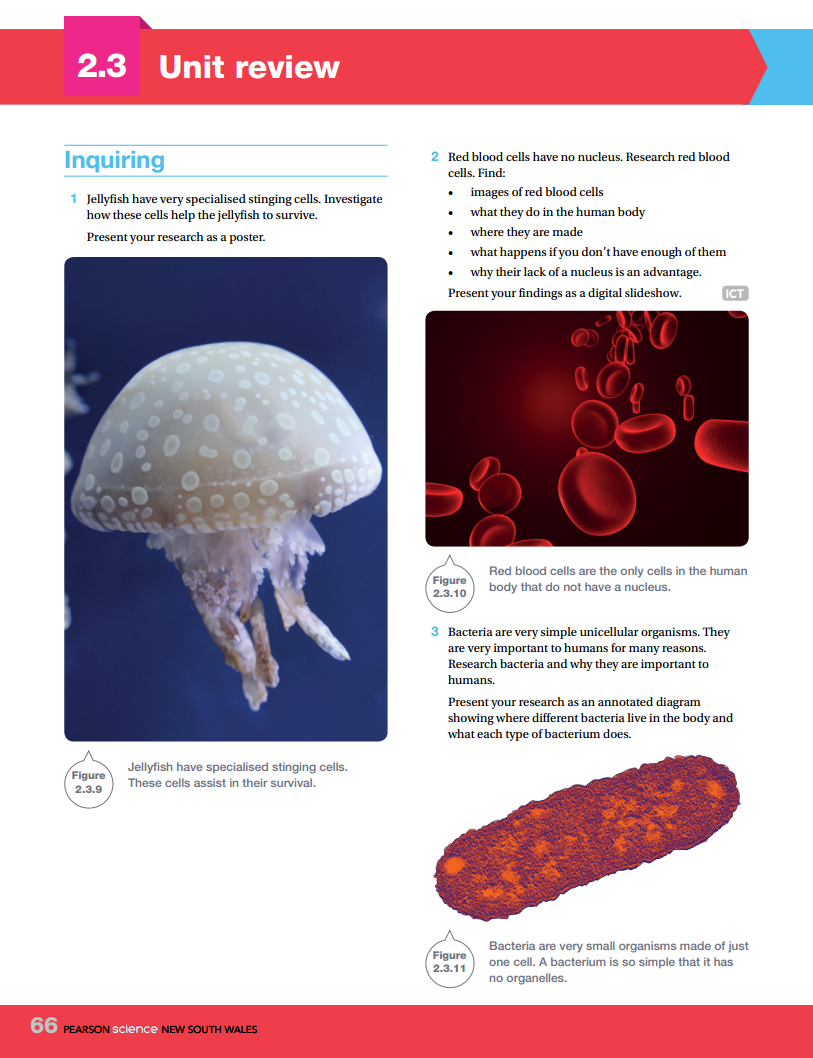 2.3 Unit review
Inquiring
1 Jellyfish have very specialised stinging cells. Investigate
how these cells help the jellyfish to survive.
Present your research as a poster.
Figure
2.3.9
Jellyfish have specialised stinging cells.
These cells assist in their survival.
2 Red blood cells have no nucleus. Research red blood
cells. Find:
• images of red blood cells
• what they do in the human body
• where they are made
• what happens if you don’t have enough of them
• why their lack of a nucleus is an advantage.
Present your findings as a digital slideshow. ICT
Figure
2.3.10
Red blood cells are the only cells in the human
body that do not have a nucleus.
3 Bacteria are very simple unicellular organisms. They
are very important to humans for many reasons.
Research bacteria and why they are important to
humans.
Present your research as an annotated diagram
showing where different bacteria live in the body and
what each type of bacterium does.
Figure
2.3.11
Bacteria are very small organisms made of just
one cell. A bacterium is so simple that it has
no organelles.
66 PEARSON science NEW SOUTH WALES